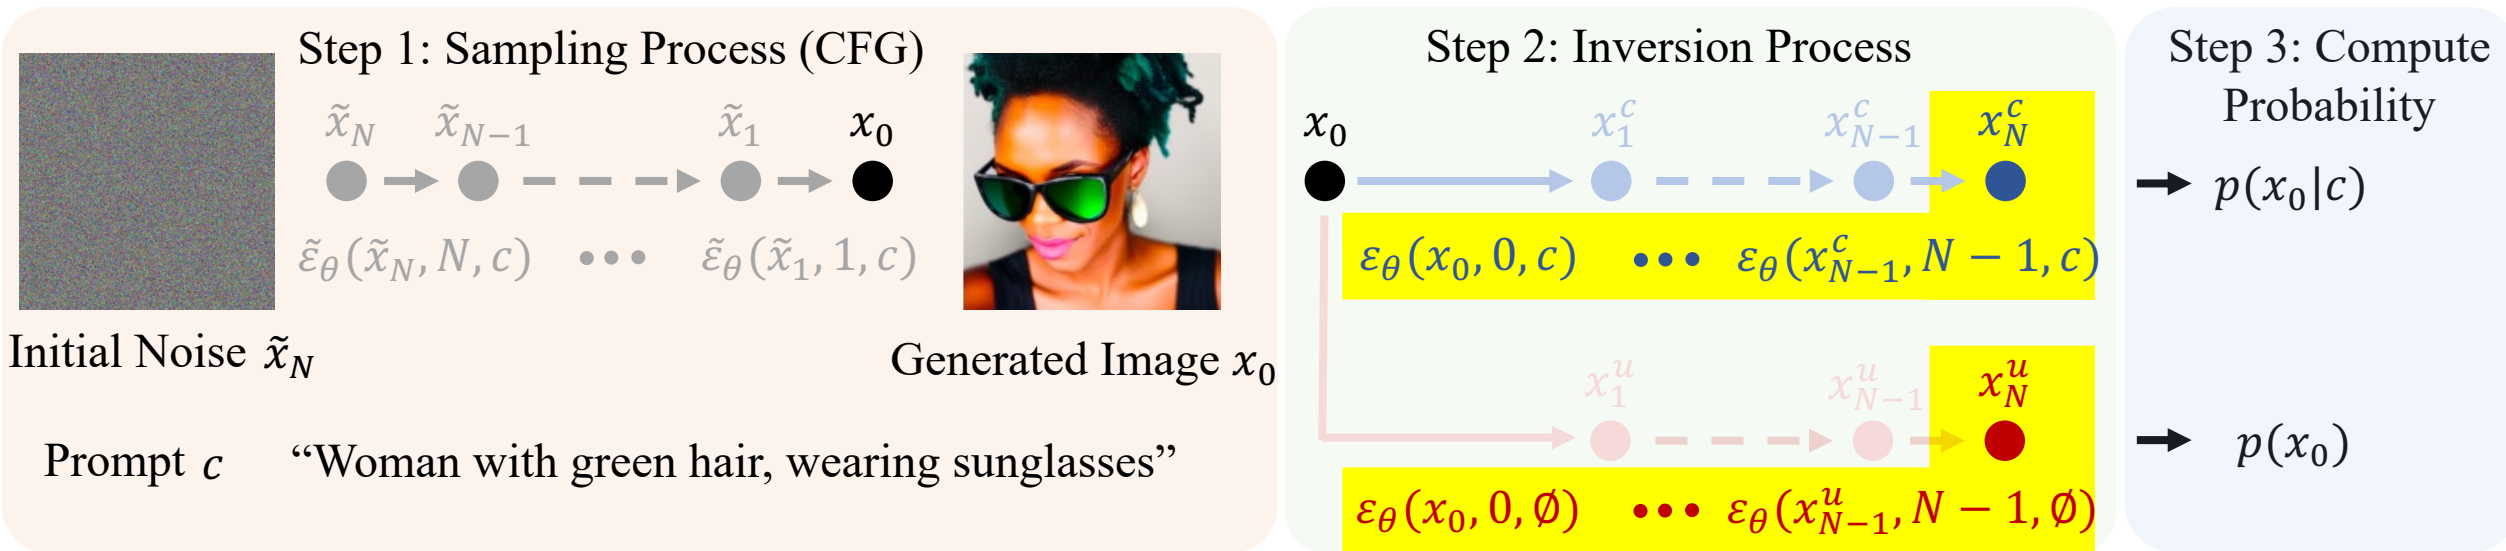 Step 1: Sampling Process (CFG)
x̃_N x̃_{N−1} x̃_1 x_0
ε̃_θ(x̃_N, N, c) ••• ε̃_θ(x̃_1, 1, c)
Initial Noise x̃_N
Generated Image x_0
Prompt c “Woman with green hair, wearing sunglasses”
Step 2: Inversion Process
x_0 x_1^c x_{N−1}^c x_N^c
ε_θ(x_0, 0, c) ••• ε_θ(x_{N−1}^c, N − 1, c)
x_1^u x_{N−1}^u x_N^u
ε_θ(x_0, 0, ∅) ••• ε_θ(x_{N−1}^u, N − 1, ∅)
Step 3: Compute
Probability
p(x_0|c)
p(x_0)